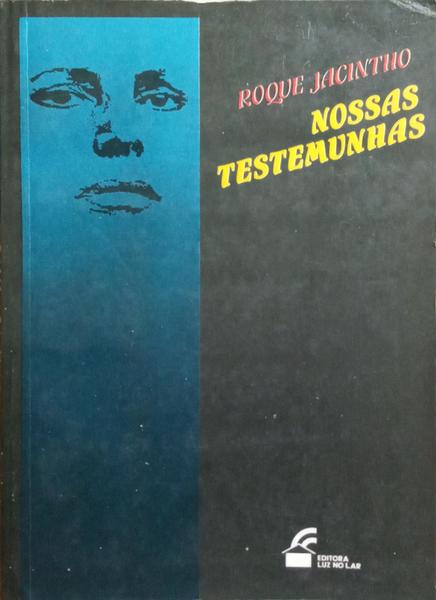 ROQUE JACINTHO
NOSSAS
TESTEMUNHAS
EDITORA
LUZ NO LAR